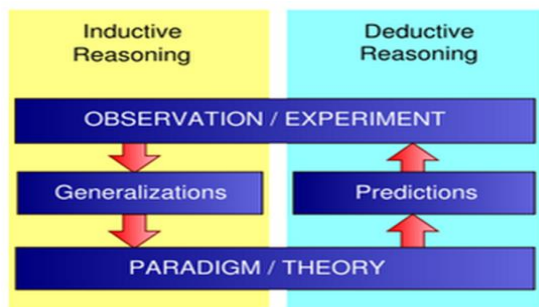 Inductive
Reasoning
Deductive
Reasoning
OBSERVATION / EXPERIMENT
Generalizations
Predictions
PARADIGM / THEORY